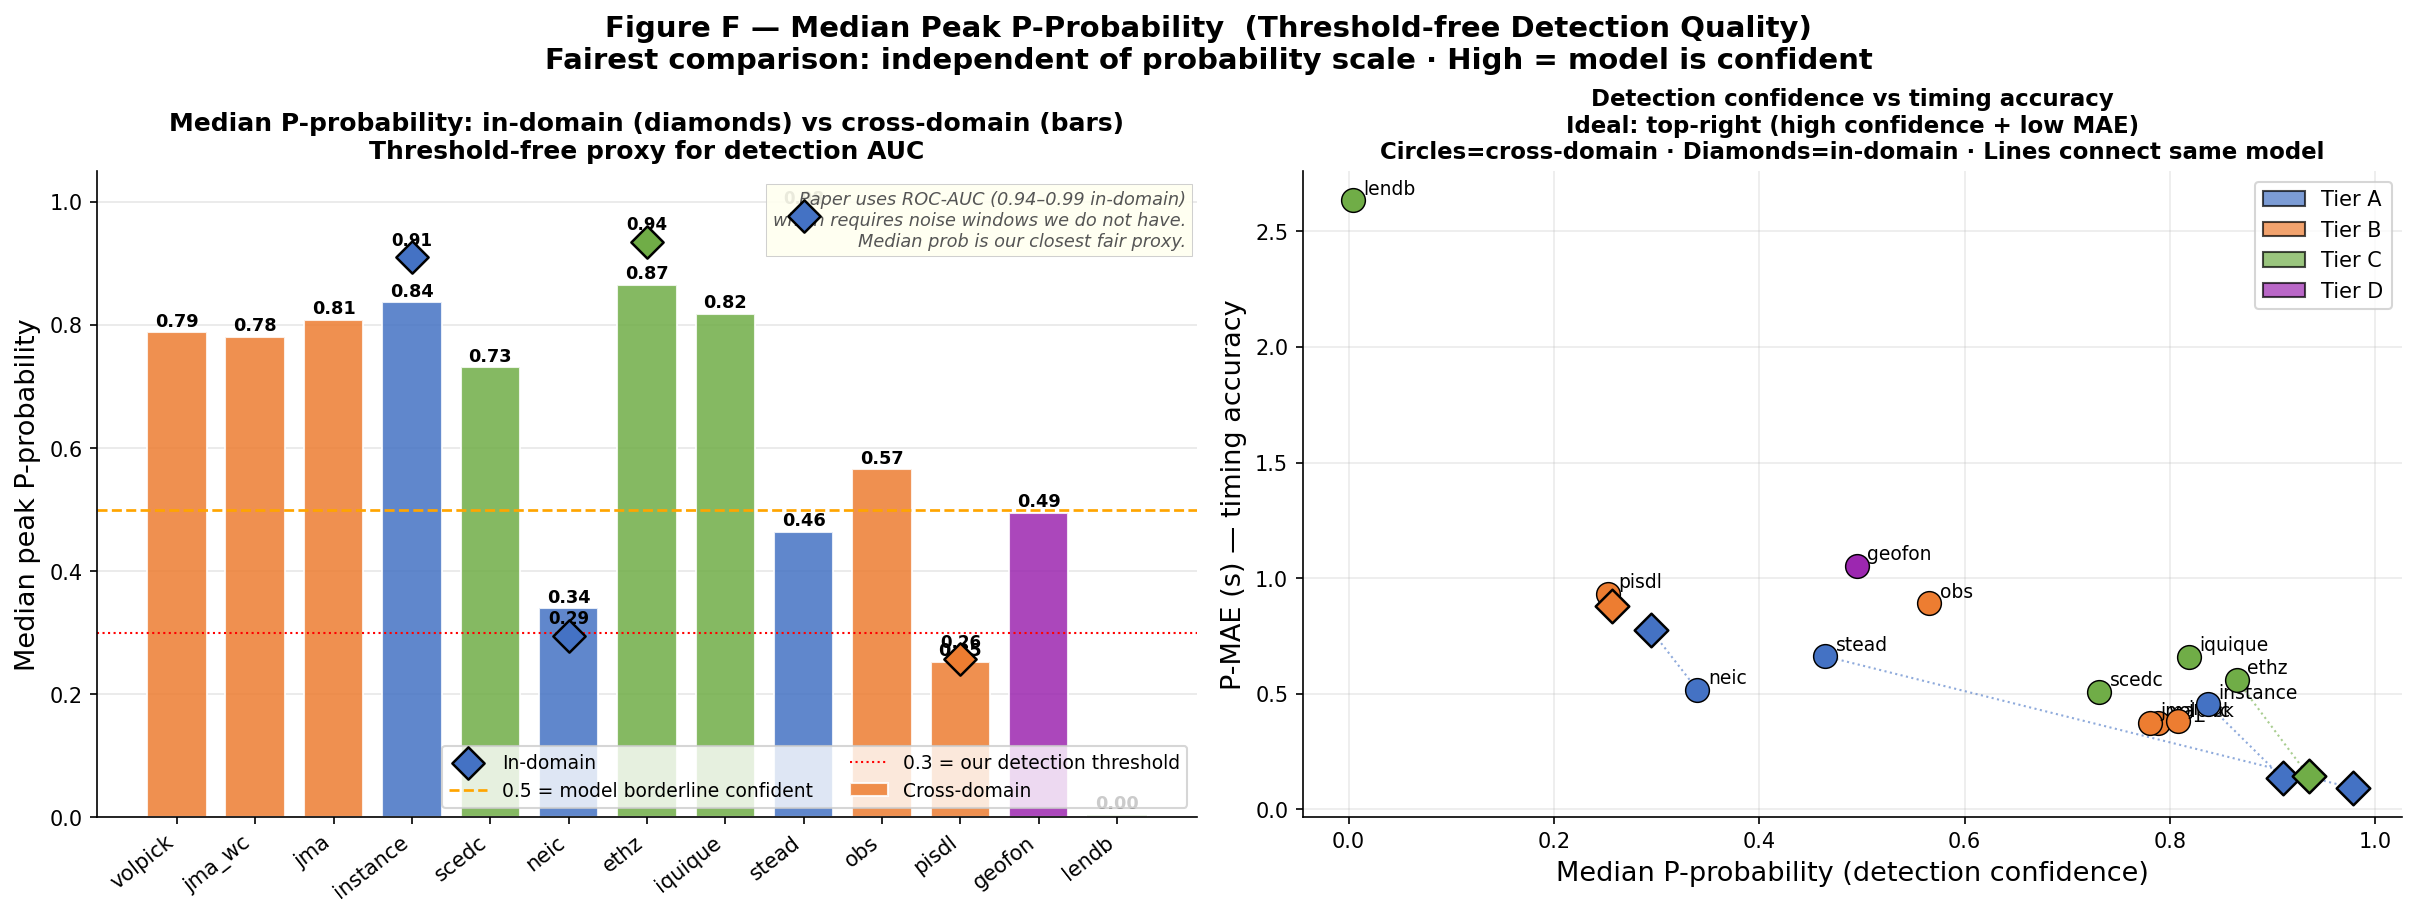 Figure F — Median Peak P-Probability (Threshold-free Detection Quality)
Fairest comparison: independent of probability scale · High = model is confident
Median P-probability: in-domain (diamonds) vs cross-domain (bars)
Threshold-free proxy for detection AUC
Median peak P-probability
1.0
0.8
0.6
0.4
0.2
0.0
0.79
0.78
0.81
0.91
0.84
0.73
0.34
0.29
0.94
0.87
0.82
0.46
0.57
0.26
0.49
0.00
Paper uses ROC-AUC (0.94–0.99 in-domain)
requires noise windows we do not have.
Median prob is our closest fair proxy.
In-domain
0.5 = model borderline confident
0.3 = our detection threshold
Cross-domain
volpick
jma_wc
jma
instance
scedc
neic
ethz
iquique
stead
obs
pisdl
geofon
lendb
Detection confidence vs timing accuracy
Ideal: top-right (high confidence + low MAE)
Circles=cross-domain · Diamonds=in-domain · Lines connect same model
P-MAE (s) — timing accuracy
2.5
2.0
1.5
1.0
0.5
0.0
lendb
pisdl
neic
geofon
obs
stead
iquique
ethz
scedc
instance
Tier A
Tier B
Tier C
Tier D
0.0
0.2
0.4
0.6
0.8
1.0
Median P-probability (detection confidence)